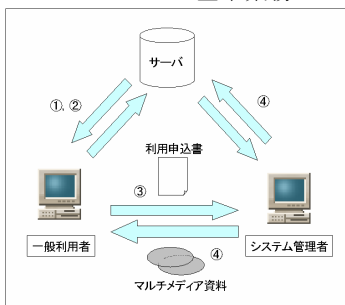 サーバ
①,②
④
利用申込書
③
一般利用者
システム管理者
④
マルチメディア資料